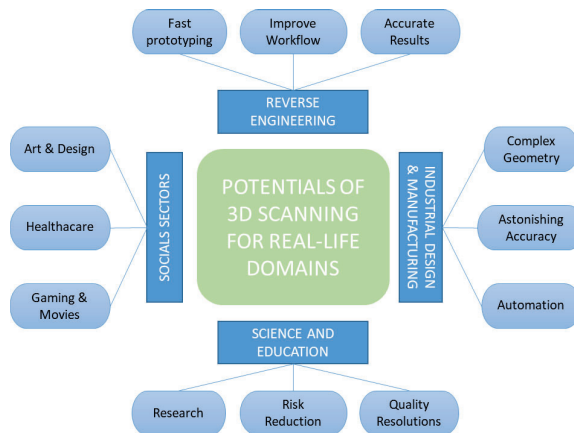 Fast
prototyping
Improve
Workflow
Accurate
Results
REVERSE
ENGINEERING
Art & Design
Healthacare
Gaming &
Movies
SOCIALS SECTORS
POTENTIALS OF
3D SCANNING
FOR REAL-LIFE
DOMAINS
INDUSTRIAL DESIGN
& MANUFACTURING
Complex
Geometry
Astonishing
Accuracy
Automation
SCIENCE AND
EDUCATION
Research
Risk
Reduction
Quality
Resolutions